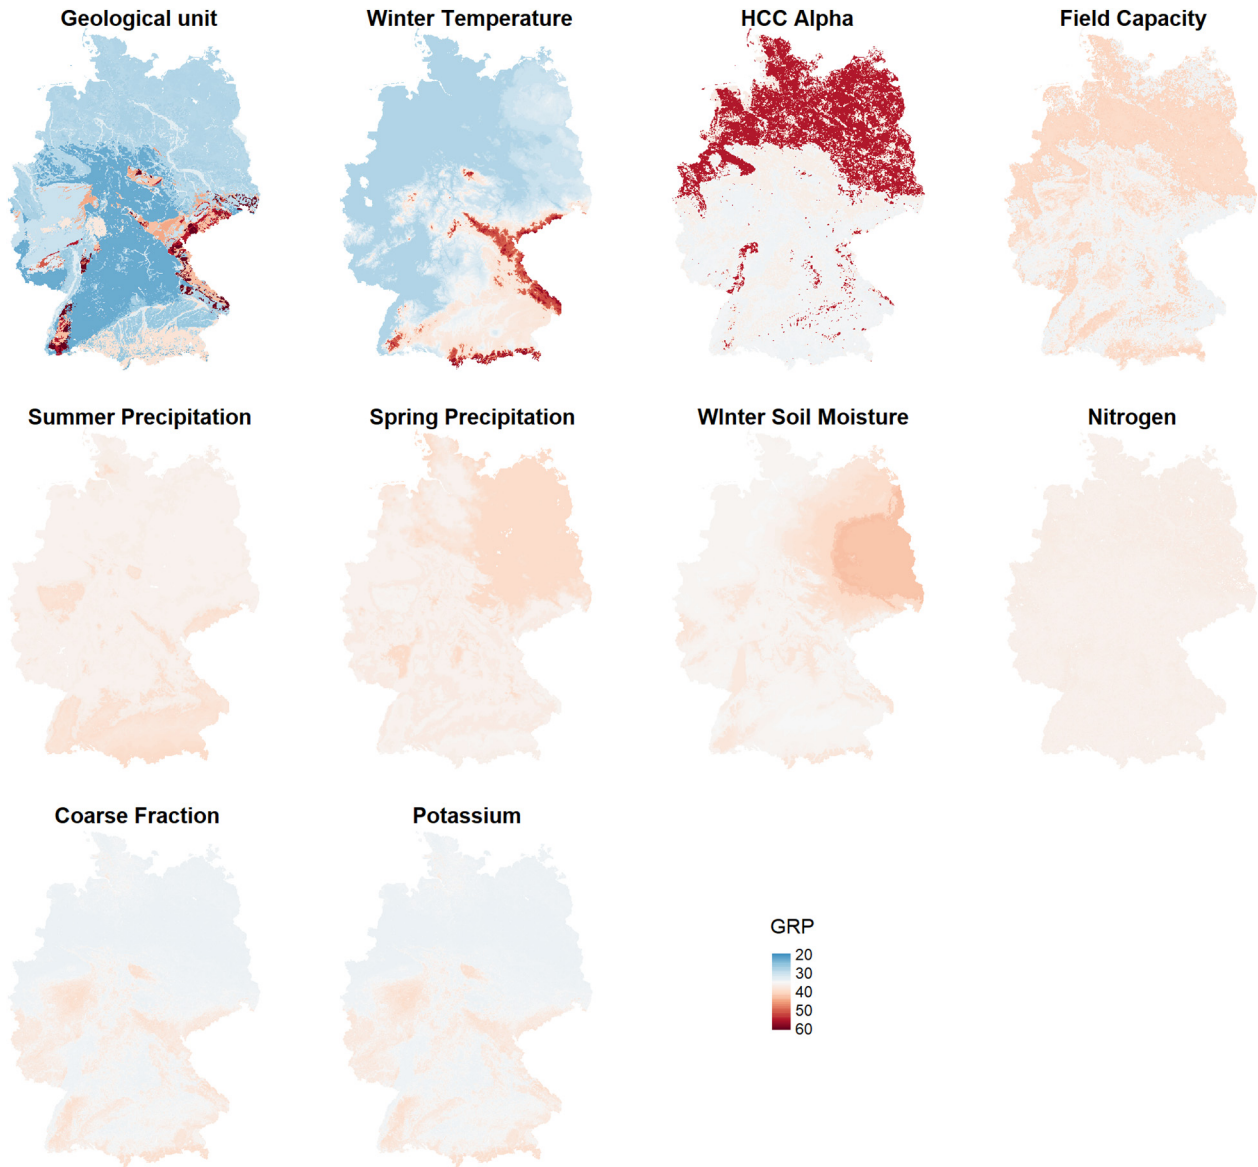 Geological unit
Winter Temperature
HCC Alpha
Field Capacity
Summer Precipitation
Spring Precipitation
WInter Soil Moisture
Nitrogen
Coarse Fraction
Potassium
GRP
20
30
40
50
60